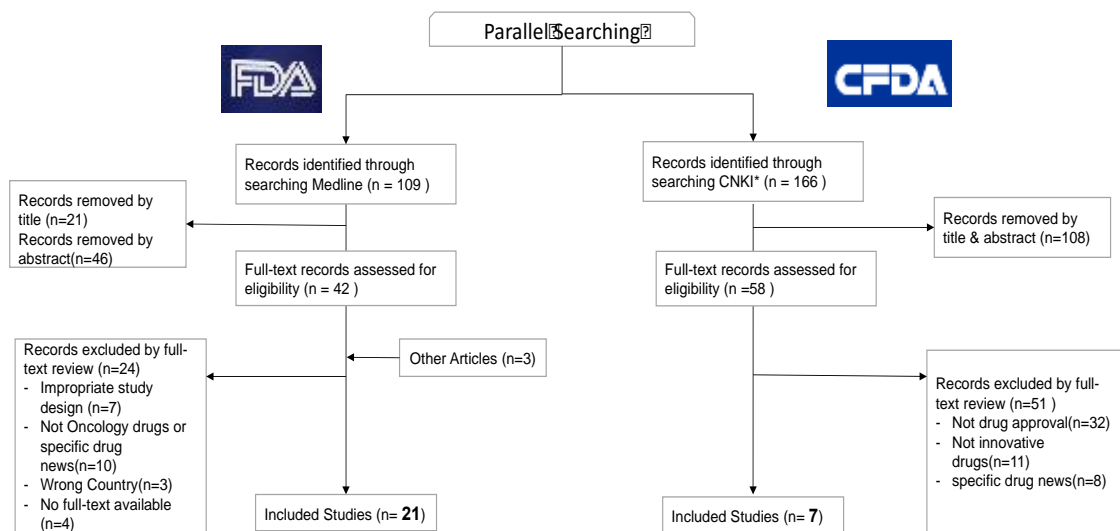 Parallel Searching
FDA
CFDA
Records identified through
searching Medline (n = 109 )
Records identified through
searching CNKI* (n = 166 )
Records removed by
title (n=21)
Records removed by
abstract(n=46)
Records removed by
title & abstract (n=108)
Full-text records assessed for
eligibility (n = 42 )
Full-text records assessed for
eligibility (n =58 )
Other Articles (n=3)
Records excluded by full-
text review (n=24)
- Impropriate study
design (n=7)
- Not Oncology drugs or
specific drug
news(n=10)
- Wrong Country(n=3)
- No full-text available
(n=4)
Records excluded by full-
text review (n=51 )
- Not drug approval(n=32)
- Not innovative
drugs(n=11)
- specific drug news(n=8)
Included Studies (n= 21)
Included Studies (n= 7)